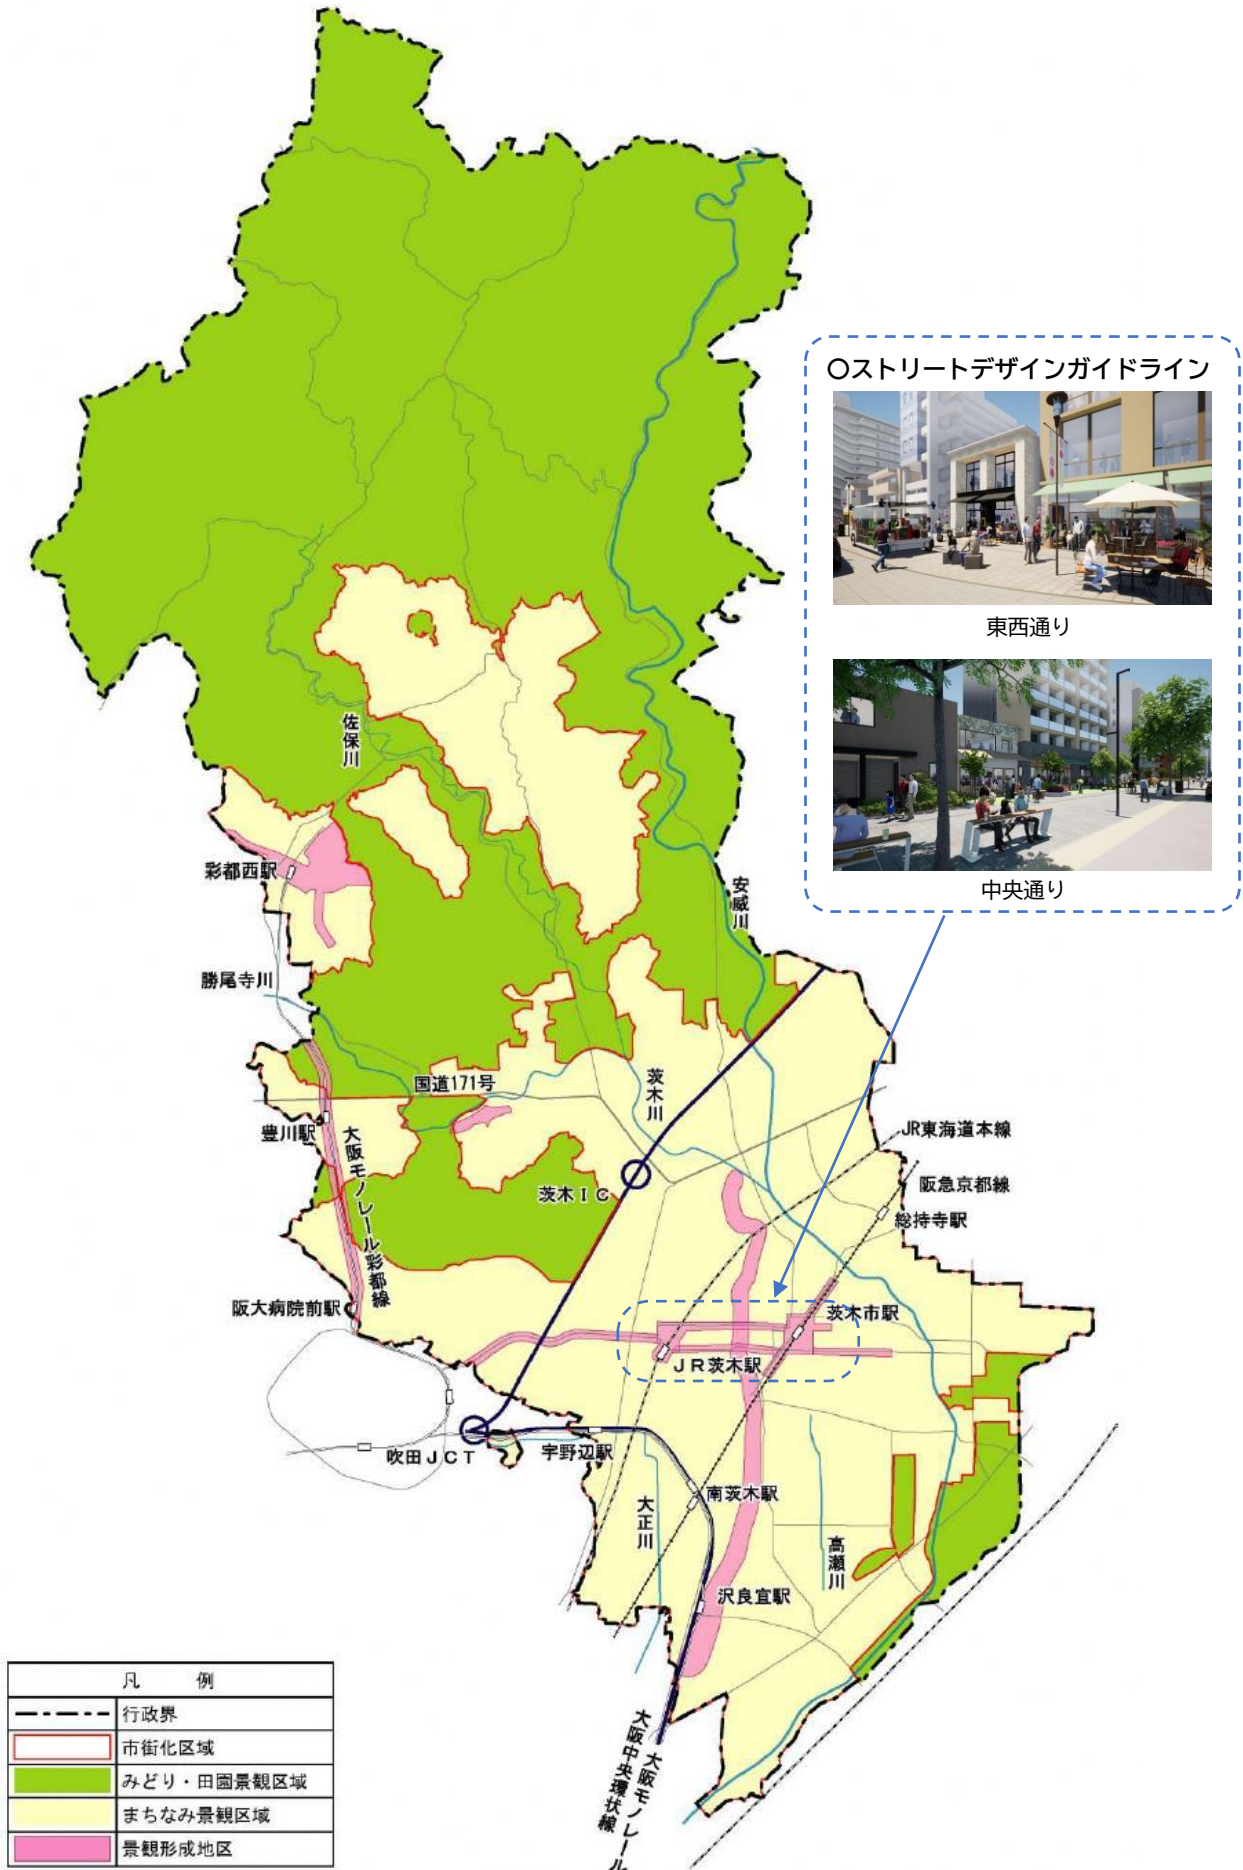 〇ストリートデザインガイドライン
東西通り
中央通り
佐保川
彩都西駅
安威川
勝尾寺川
国道171号
茨木川
豊川駅
大阪モノレール彩都線
茨木IC
JR東海道本線
阪急京都線
総持寺駅
阪大病院前駅
茨木市駅
JR茨木駅
吹田JCT
宇野辺駅
南茨木駅
大正川
高瀬川
沢良宜駅
大阪モノレール
大阪中央環状線
凡例
行政界
市街化区域
みどり・田園景観区域
まちなみ景観区域
景観形成地区